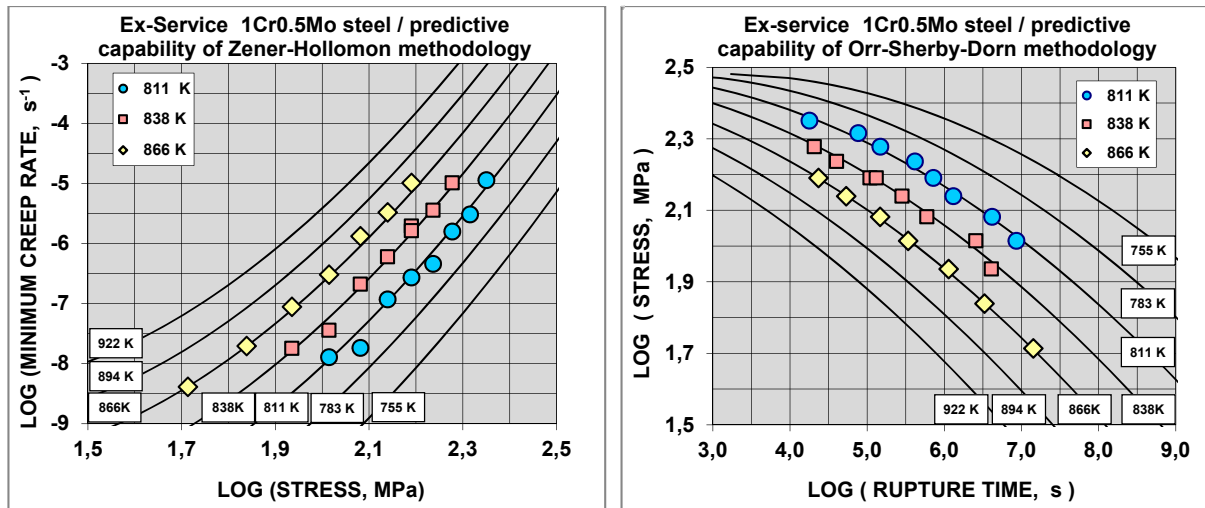 Ex-Service 1Cr0.5Mo steel / predictive
capability of Zener-Hollomon methodology
LOG (MINIMUM CREEP RATE, s-1)
-3
-4
-5
-6
-7
-8
-9
811 K
838 K
866 K
922 K
894 K
866K
838K
811 K
783 K
755 K
1,5
1,7
1,9
2,1
2,3
2,5
LOG (STRESS, MPa)
Ex-Service 1Cr0.5Mo steel / predictive
capability of Orr-Sherby-Dorn methodology
LOG ( STRESS, MPa)
2,5
2,3
2,1
1,9
1,7
1,5
811 K
838 K
866 K
755 K
783 K
811 K
922 K
894 K
866K
838K
3,0
4,0
5,0
6,0
7,0
8,0
9,0
LOG ( RUPTURE TIME, s )